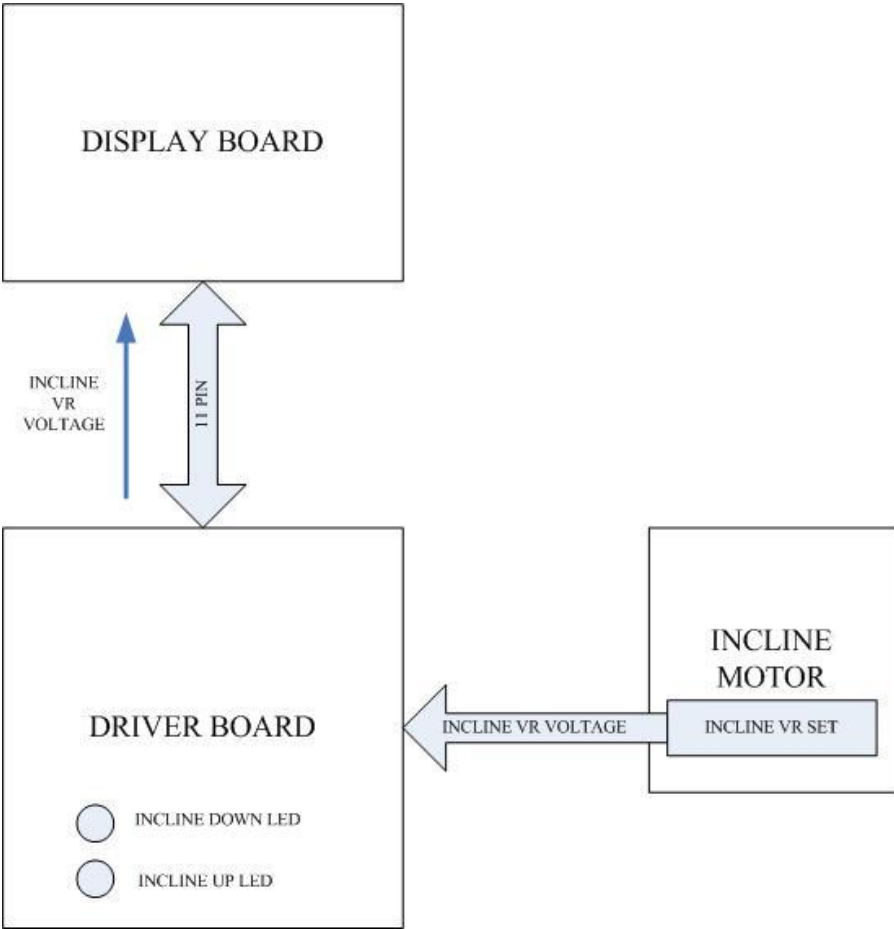 DISPLAY BOARD
INCLINE
VR
VOLTAGE
11 PIN
INCLINE
MOTOR
DRIVER BOARD
INCLINE VR VOLTAGE
INCLINE VR SET
INCLINE DOWN LED
INCLINE UP LED